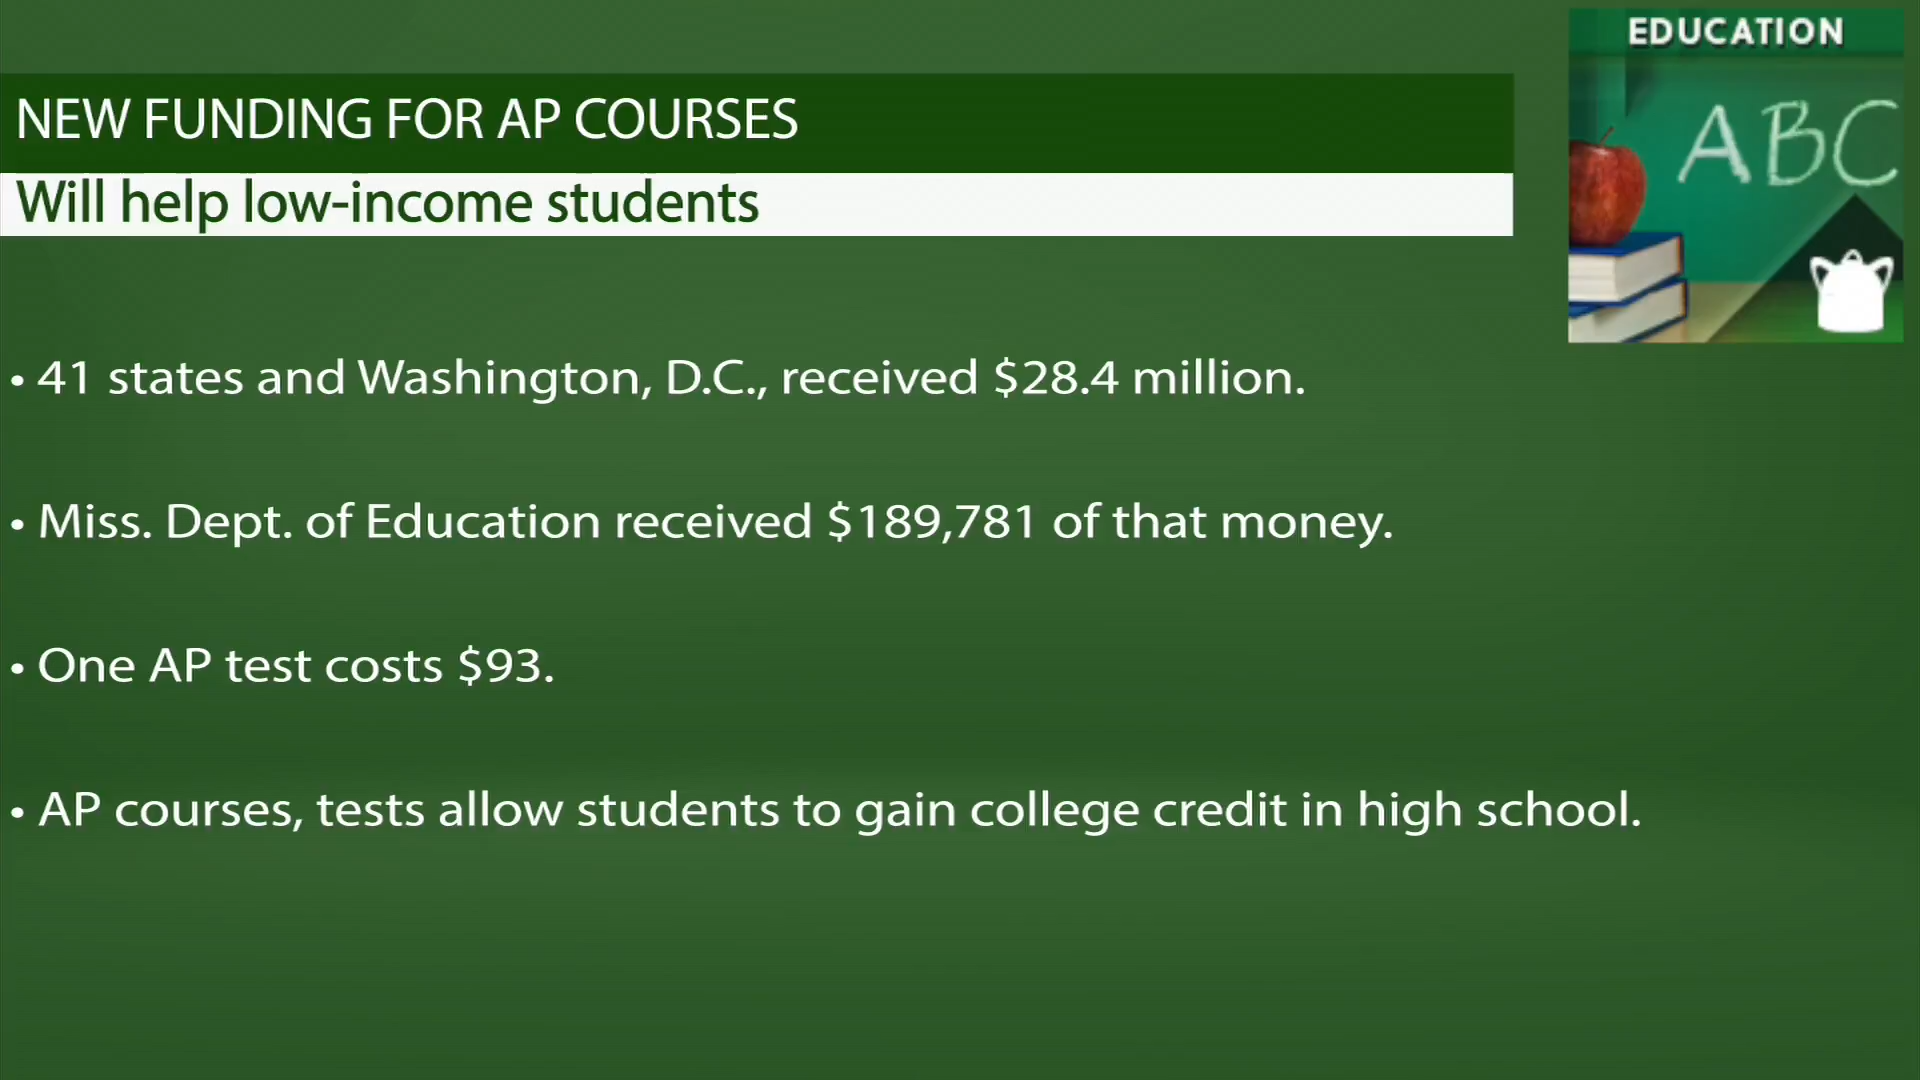 EDUCATION
NEW FUNDING FOR AP COURSES
ABC
Will help low-income students
• 41 states and Washington, D.C., received $28.4 million.
• Miss. Dept. of Education received $189,781 of that money.
• One AP test costs $93.
• AP courses, tests allow students to gain college credit in high school.